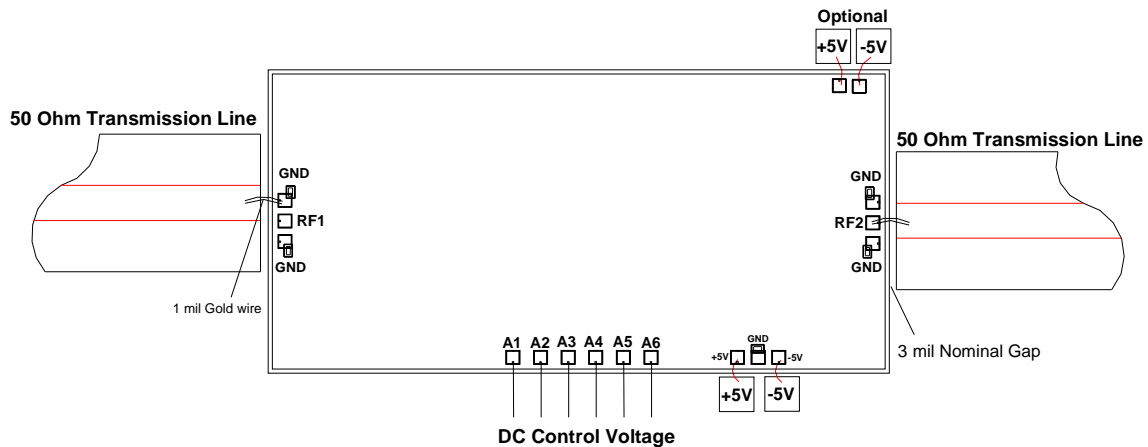 Optional
+5V -5V
50 Ohm Transmission Line
50 Ohm Transmission Line
GND
GND
RF1
RF2
GND
GND
1 mil Gold wire
3 mil Nominal Gap
A1 A2 A3 A4 A5 A6
GND
+5V -5V
+5V -5V
DC Control Voltage